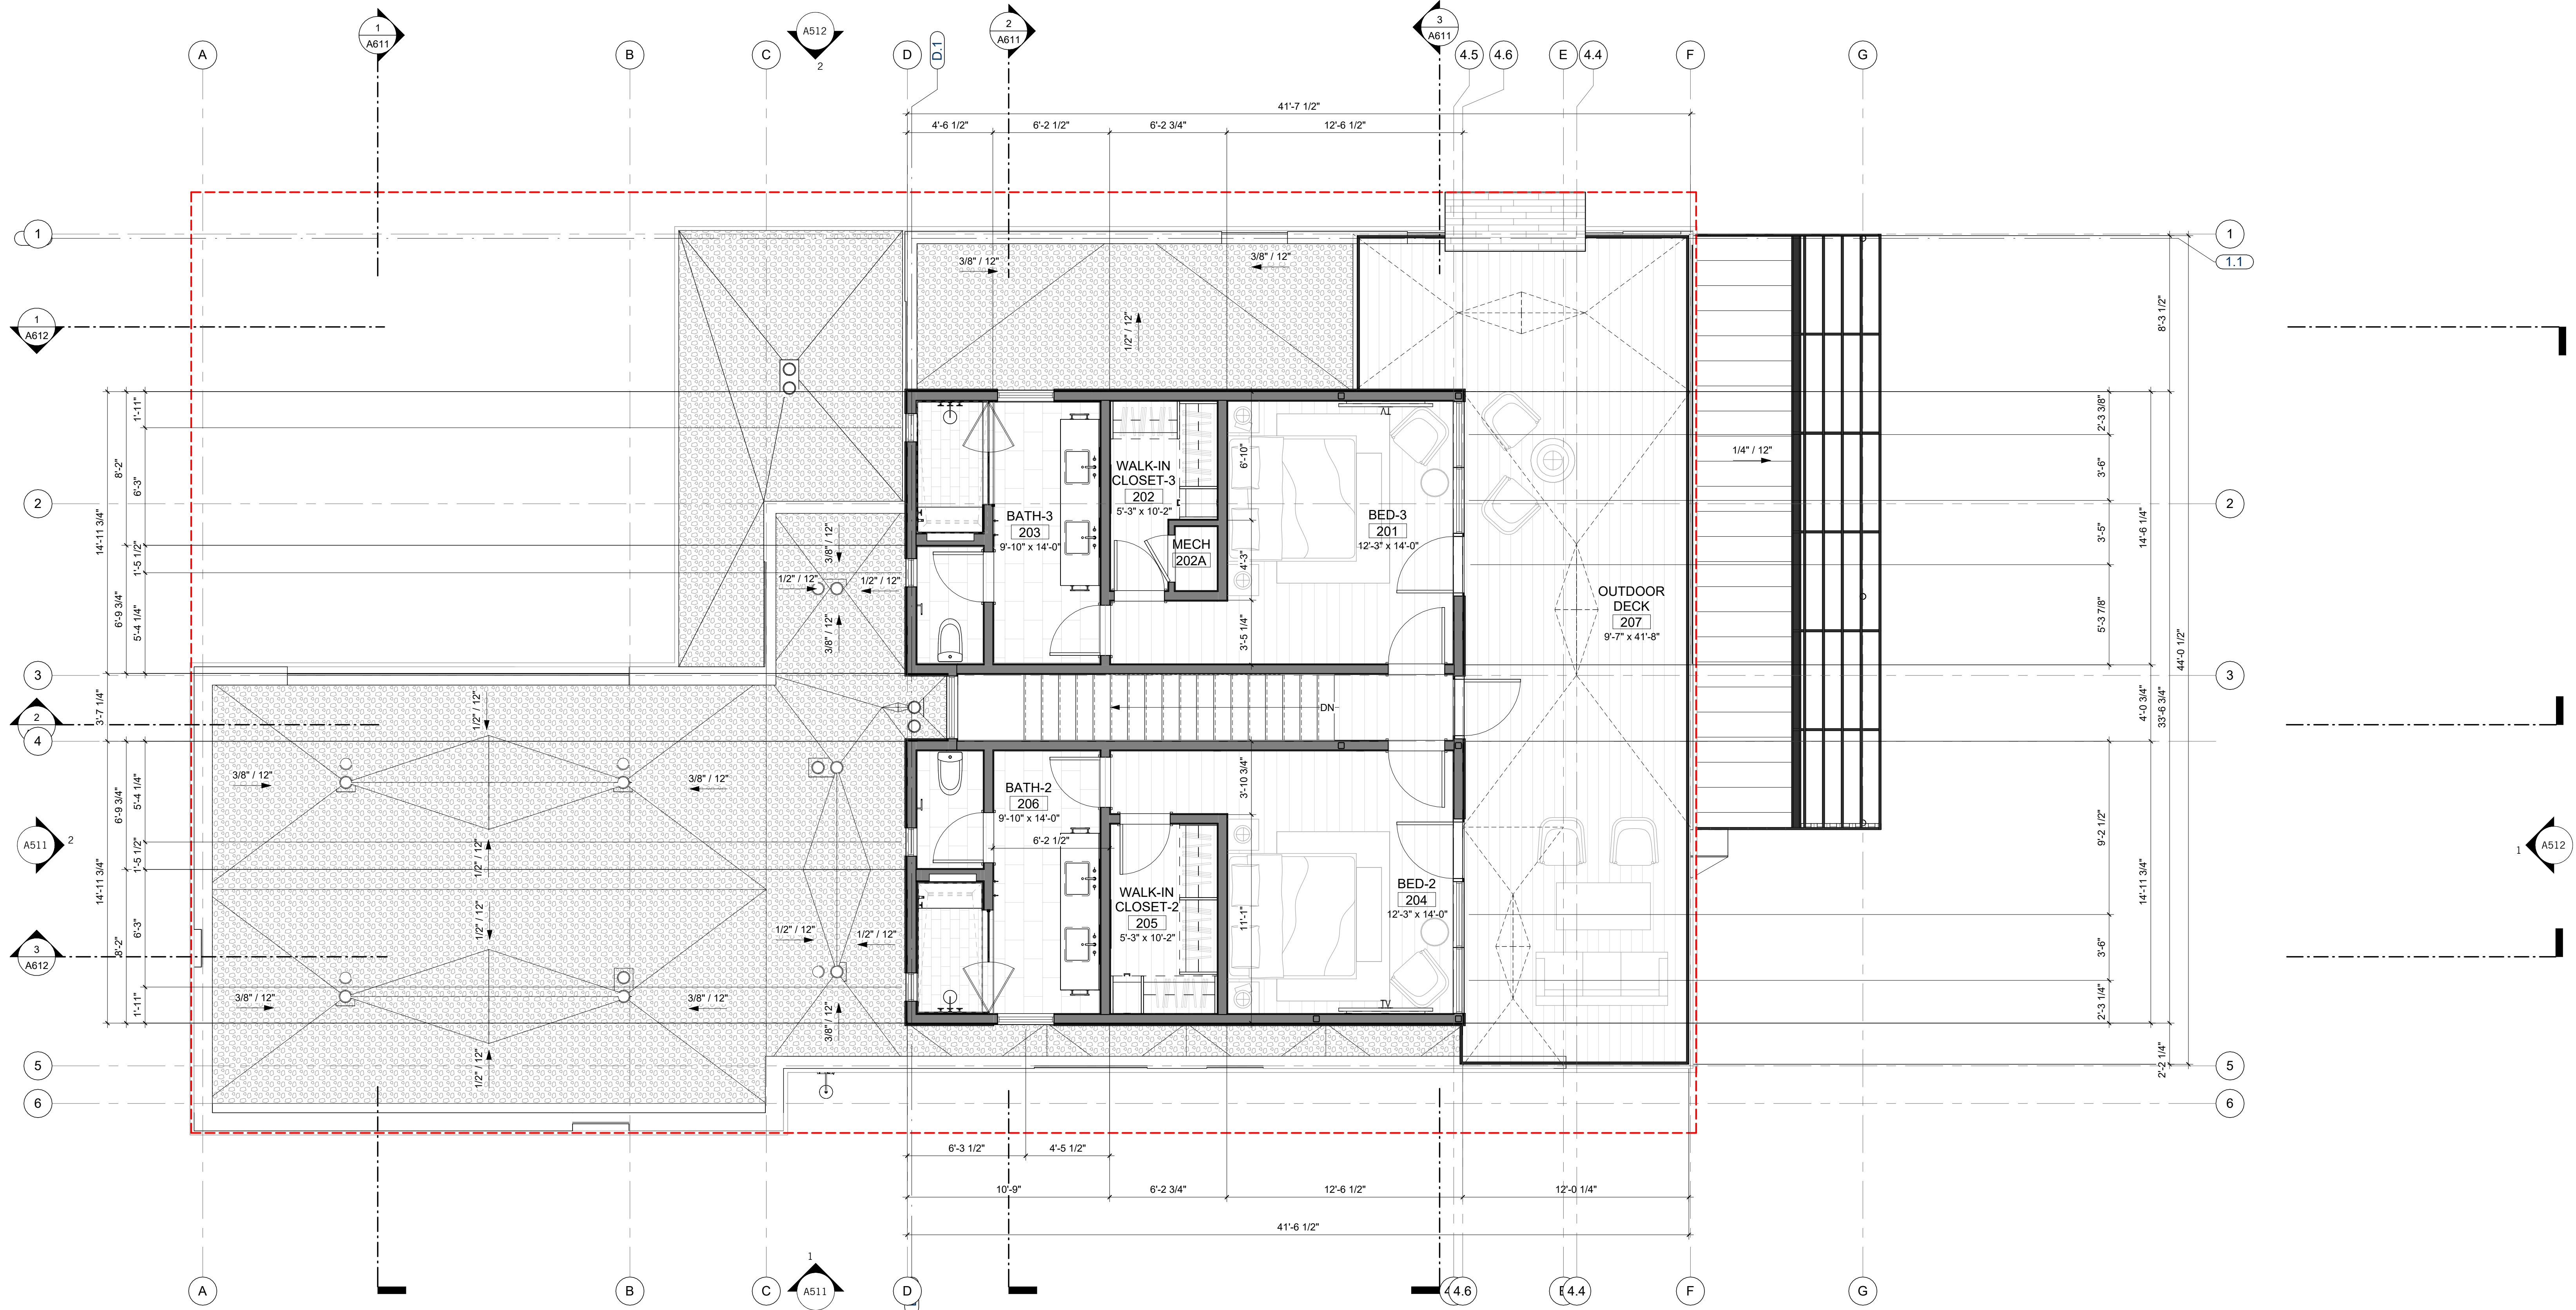 1
A611
A512
2
2
A611
3
A611
A
B
C
D
D.1
4.5
4.6
E
4.4
F
G
41'-7 1/2"
4'-6 1/2"
6'-2 1/2"
6'-2 3/4"
12'-6 1/2"
1
1
1.1
3/8" / 12"
3/8" / 12"
1/2" / 12"
8'-3 1/2"
1
A612
1'-11"
8'-2"
6'-3"
14'-11 3/4"
1'-5 1/2"
6'-9 3/4"
5'-4 1/4"
2
2
WALK-IN
CLOSET-3
202
5'-3" x 10'-2"
BATH-3
203
9'-10" x 14'-0"
MECH
202A
TV
BED-3
201
12'-3" x 14'-0"
6'-10"
4'-3"
3'-5 1/4"
1/4" / 12"
OUTDOOR
DECK
207
9'-7" x 41'-8"
2'-3 3/8"
3'-6"
3'-5"
14'-6 1/4"
5'-3 7/8"
44'-0 1/2"
3/8" / 12"
1/2" / 12"
1/2" / 12"
3/8" / 12"
3
3
3'-7 1/4"
2
4
DN
4'-0 3/4"
33'-6 3/4"
1/2" / 12"
3/8" / 12"
3/8" / 12"
1/2" / 12"
5'-4 1/4"
6'-9 3/4"
1'-5 1/2"
14'-11 3/4"
6'-3"
8'-2"
1'-11"
A511
2
BATH-2
206
9'-10" x 14'-0"
6'-2 1/2"
3'-10 3/4"
11'-1"
WALK-IN
CLOSET-2
205
5'-3" x 10'-2"
BED-2
204
12'-3" x 14'-0"
TV
9'-2 1/2"
14'-11 3/4"
3'-6"
2'-3 1/4"
2'-2 1/4"
1
A512
3
A612
1/2" / 12"
1/2" / 12"
1/2" / 12"
3/8" / 12"
3/8" / 12"
3/8" / 12"
1/2" / 12"
5
5
6
6
6'-3 1/2"
4'-5 1/2"
10'-9"
6'-2 3/4"
12'-6 1/2"
12'-0 1/4"
41'-6 1/2"
1
A511
A
B
C
D
4.6
E
4.4
F
G